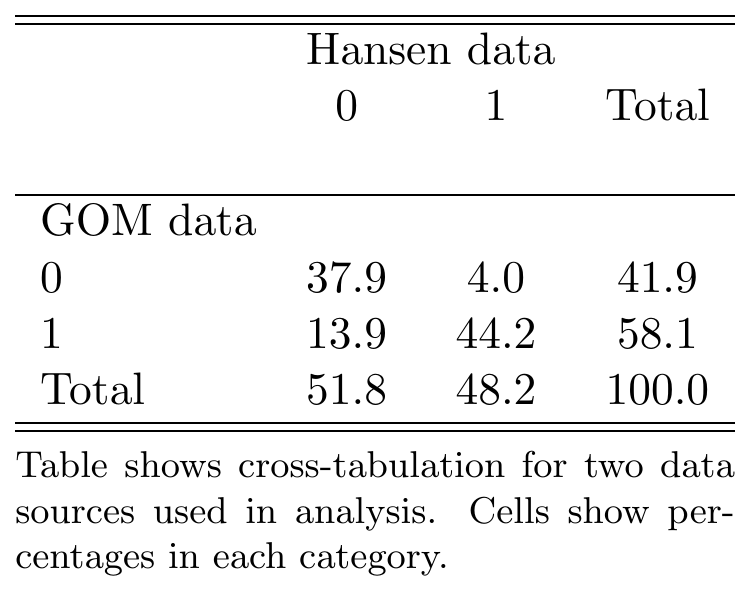 Hansen data
0 1 Total
GOM data
0 37.9 4.0 41.9
1 13.9 44.2 58.1
Total 51.8 48.2 100.0
Table shows cross-tabulation for two data
sources used in analysis. Cells show per-
centages in each category.